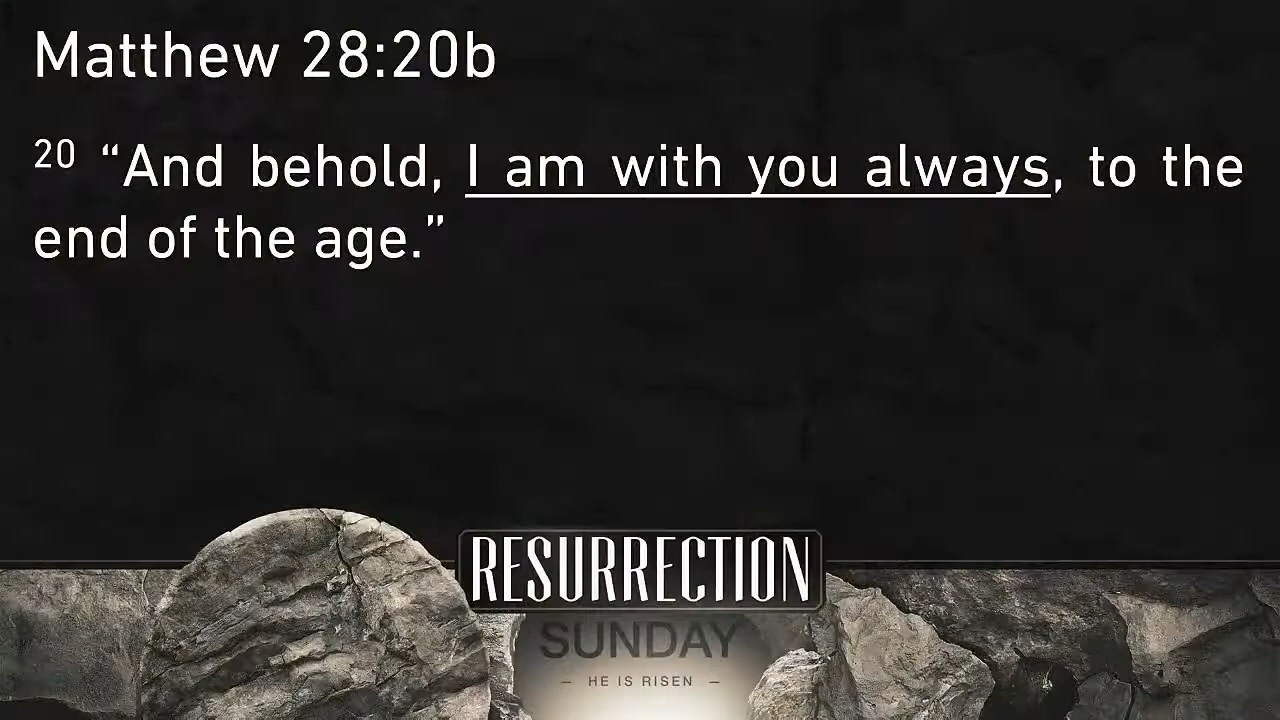 Matthew 28:20b
20 “And behold, I am with you always, to the
end of the age.”
RESURRECTION
SUNDAY
– HE IS RISEN –